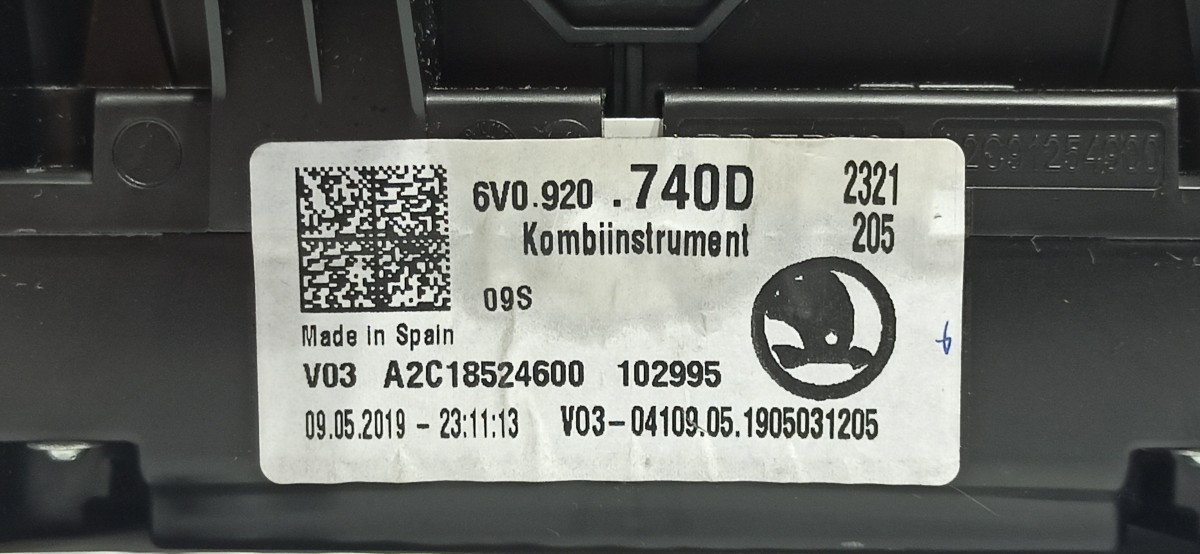 6V0.920 .740D 2321
Kombiinstrument 205
09S
Made in Spain
V03 A2C18524600 102995
09.05.2019 - 23:11:13 V03-04109.05.1905031205